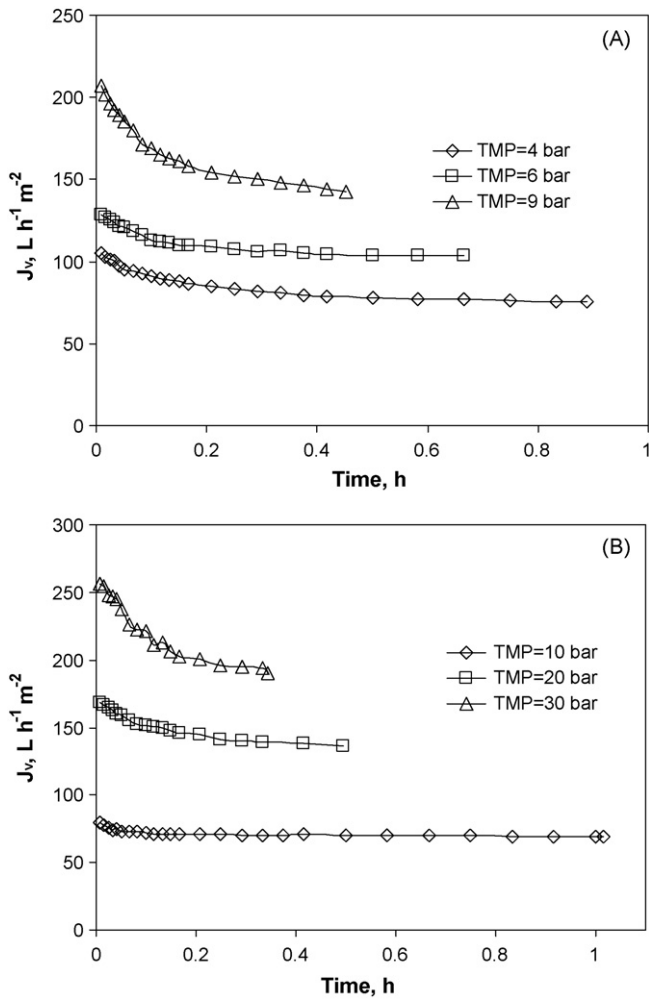 (A)
250
200
150
100
50
0
Jv, L h-1 m-2
TMP=4 bar
TMP=6 bar
TMP=9 bar
0 0.2 0.4 0.6 0.8 1
Time, h
(B)
300
250
200
150
100
50
0
Jv, L h-1 m-2
TMP=10 bar
TMP=20 bar
TMP=30 bar
0 0.2 0.4 0.6 0.8 1
Time, h